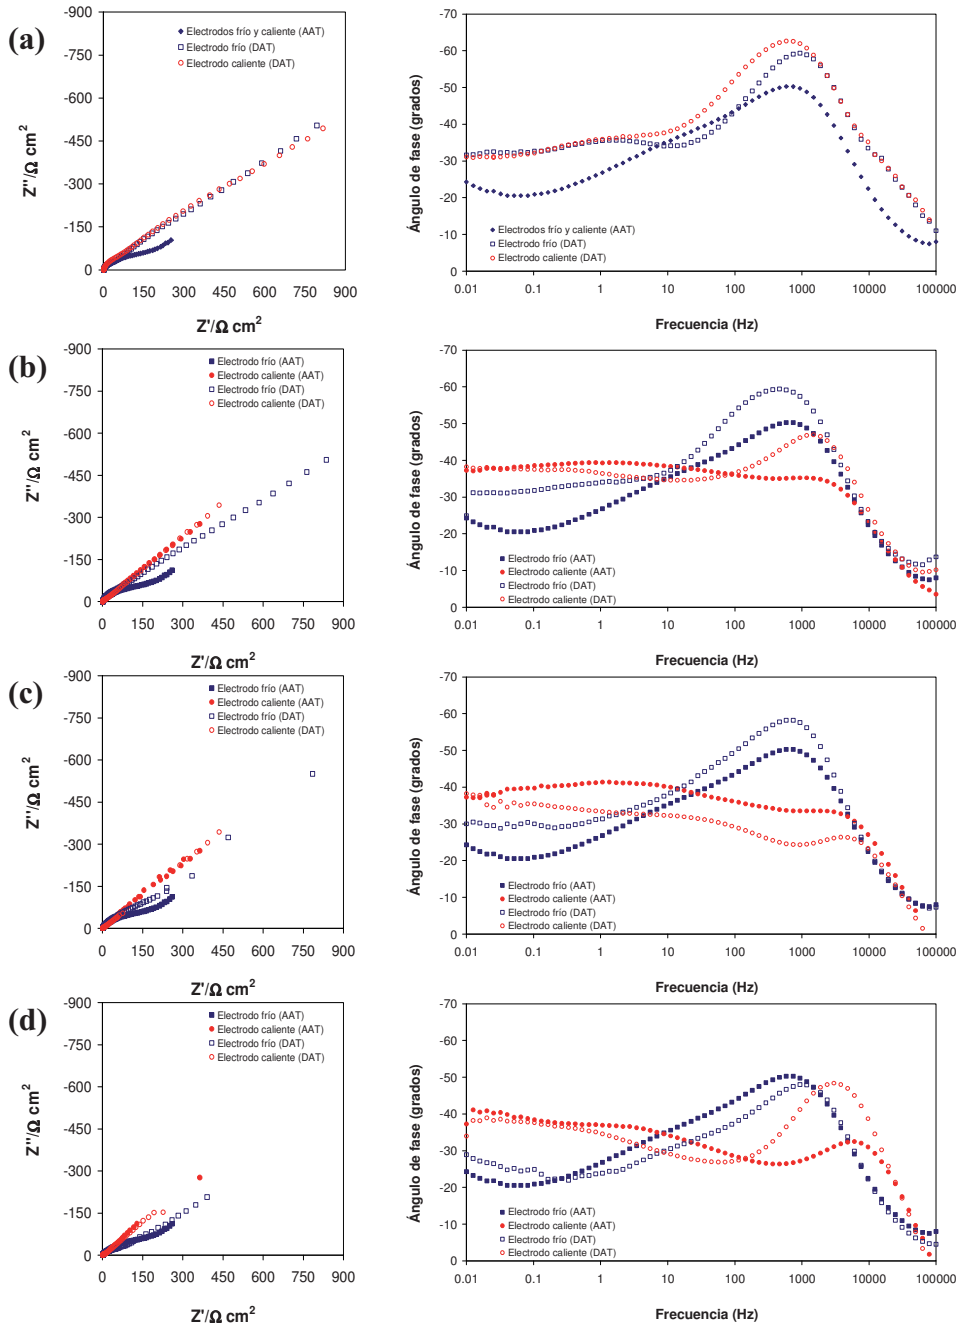 (a)
-900
-750
-600
-450
-300
-150
0
Z''/Ω cm²
Electrodos frío y caliente (AAT)
Electrodo frío (DAT)
Electrodo caliente (DAT)
0 150 300 450 600 750 900
Z'/Ω cm²
-70
-60
-50
-40
-30
-20
-10
0
Ángulo de fase (grados)
Electrodos frío y caliente (AAT)
Electrodo frío (DAT)
Electrodo caliente (DAT)
0.01 0.1 1 10 100 1000 10000 100000
Frecuencia (Hz)
(b)
-900
-750
-600
-450
-300
-150
0
Z''/Ω cm²
Electrodo frío (AAT)
Electrodo caliente (AAT)
Electrodo frío (DAT)
Electrodo caliente (DAT)
0 150 300 450 600 750 900
Z'/Ω cm²
-70
-60
-50
-40
-30
-20
-10
0
Ángulo de fase (grados)
Electrodo frío (AAT)
Electrodo caliente (AAT)
Electrodo frío (DAT)
Electrodo caliente (DAT)
0.01 0.1 1 10 100 1000 10000 100000
Frecuencia (Hz)
(c)
-900
-750
-600
-450
-300
-150
0
Z''/Ω cm²
Electrodo frío (AAT)
Electrodo caliente (AAT)
Electrodo frío (DAT)
Electrodo caliente (DAT)
0 150 300 450 600 750 900
Z'/Ω cm²
-70
-60
-50
-40
-30
-20
-10
0
Ángulo de fase (grados)
Electrodo frío (AAT)
Electrodo caliente (AAT)
Electrodo frío (DAT)
Electrodo caliente (DAT)
0.01 0.1 1 10 100 1000 10000 100000
Frecuencia (Hz)
(d)
-900
-750
-600
-450
-300
-150
0
Z''/Ω cm²
Electrodo frío (AAT)
Electrodo caliente (AAT)
Electrodo frío (DAT)
Electrodo caliente (DAT)
0 150 300 450 600 750 900
Z'/Ω cm²
-70
-60
-50
-40
-30
-20
-10
0
Ángulo de fase (grados)
Electrodo frío (AAT)
Electrodo caliente (AAT)
Electrodo frío (DAT)
Electrodo caliente (DAT)
0.01 0.1 1 10 100 1000 10000 100000
Frecuencia (Hz)